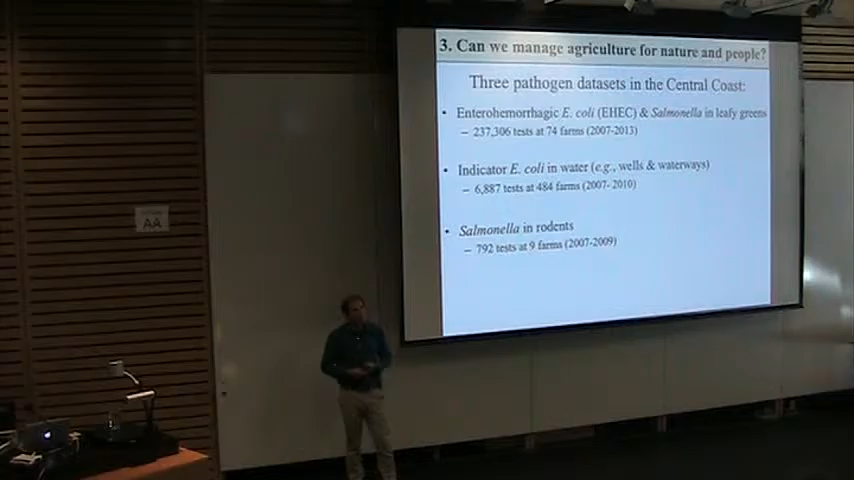 3. Can we manage agriculture for nature and people?
Three pathogen datasets in the Central Coast:
• Enterohemorrhagic E. coli (EHEC) & Salmonella in leafy greens
– 237,306 tests at 74 farms (2007-2013)
• Indicator E. coli in water (e.g., wells & waterways)
– 6,887 tests at 484 farms (2007- 2010)
• Salmonella in rodents
– 792 tests at 9 farms (2007-2009)
AA